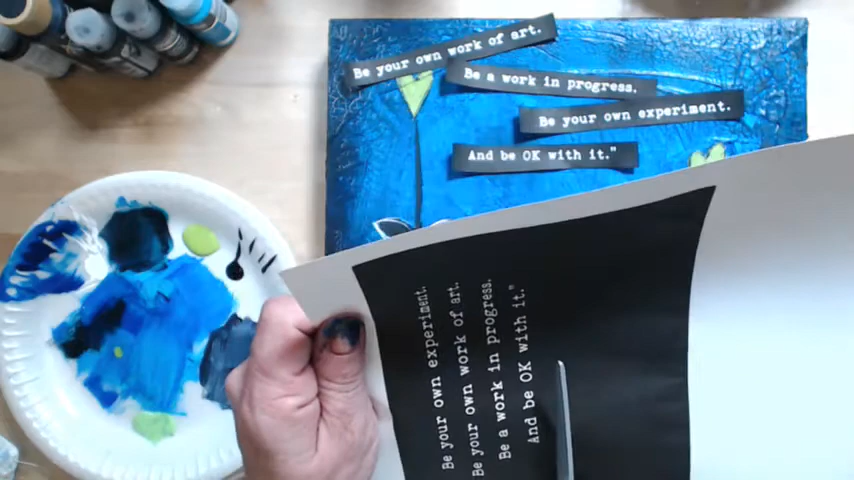 Be your own work of art.
Be a work in progress.
Be your own experiment.
And be OK with it."
Be your own experiment.
Be your own work of art.
Be a work in progress.
And be OK with it."